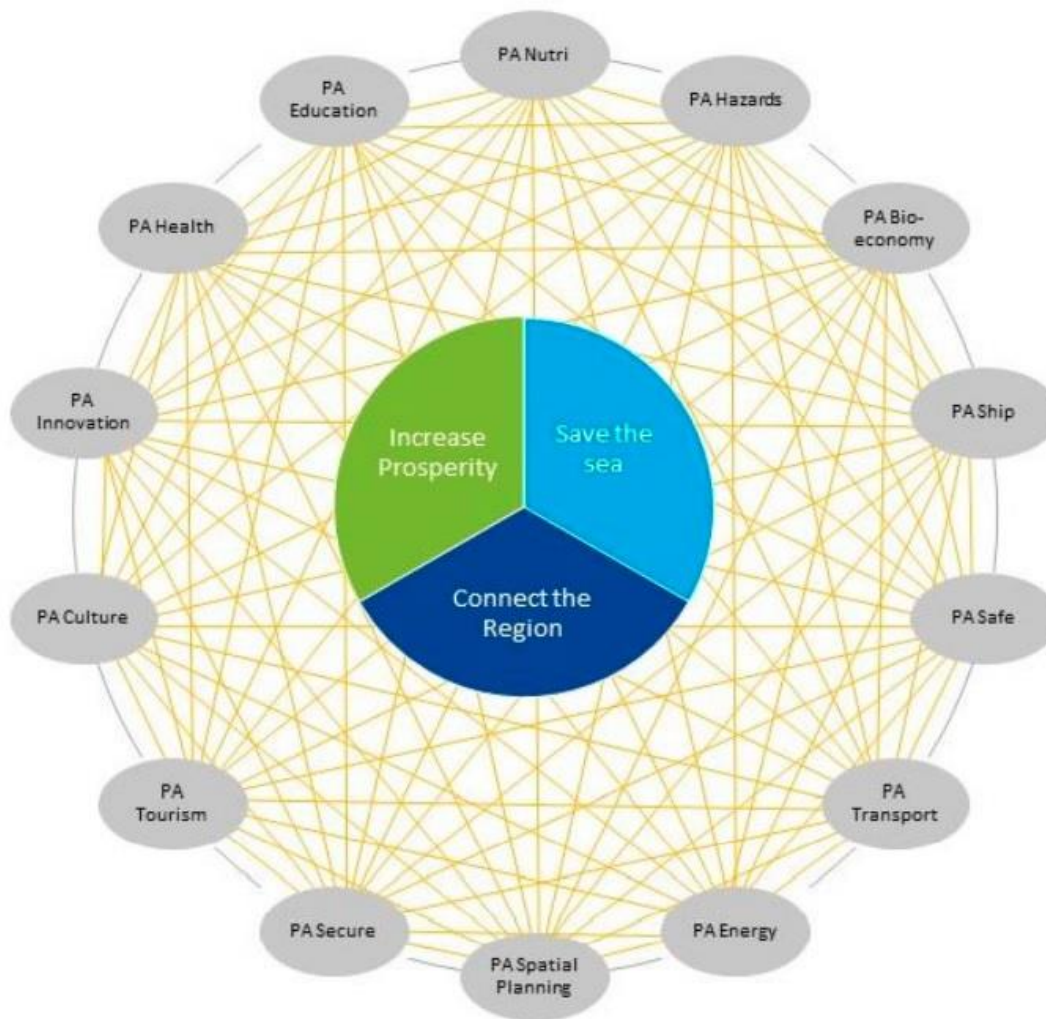 PA Nutri
PA Hazards
PA Bio-
economy
PA Ship
PA Safe
PA
Transport
PA Energy
PA Spatial
Planning
PA Secure
PA
Tourism
PA Culture
PA
Innovation
PA Health
PA
Education
Increase
Prosperity
Save the
sea
Connect the
Region